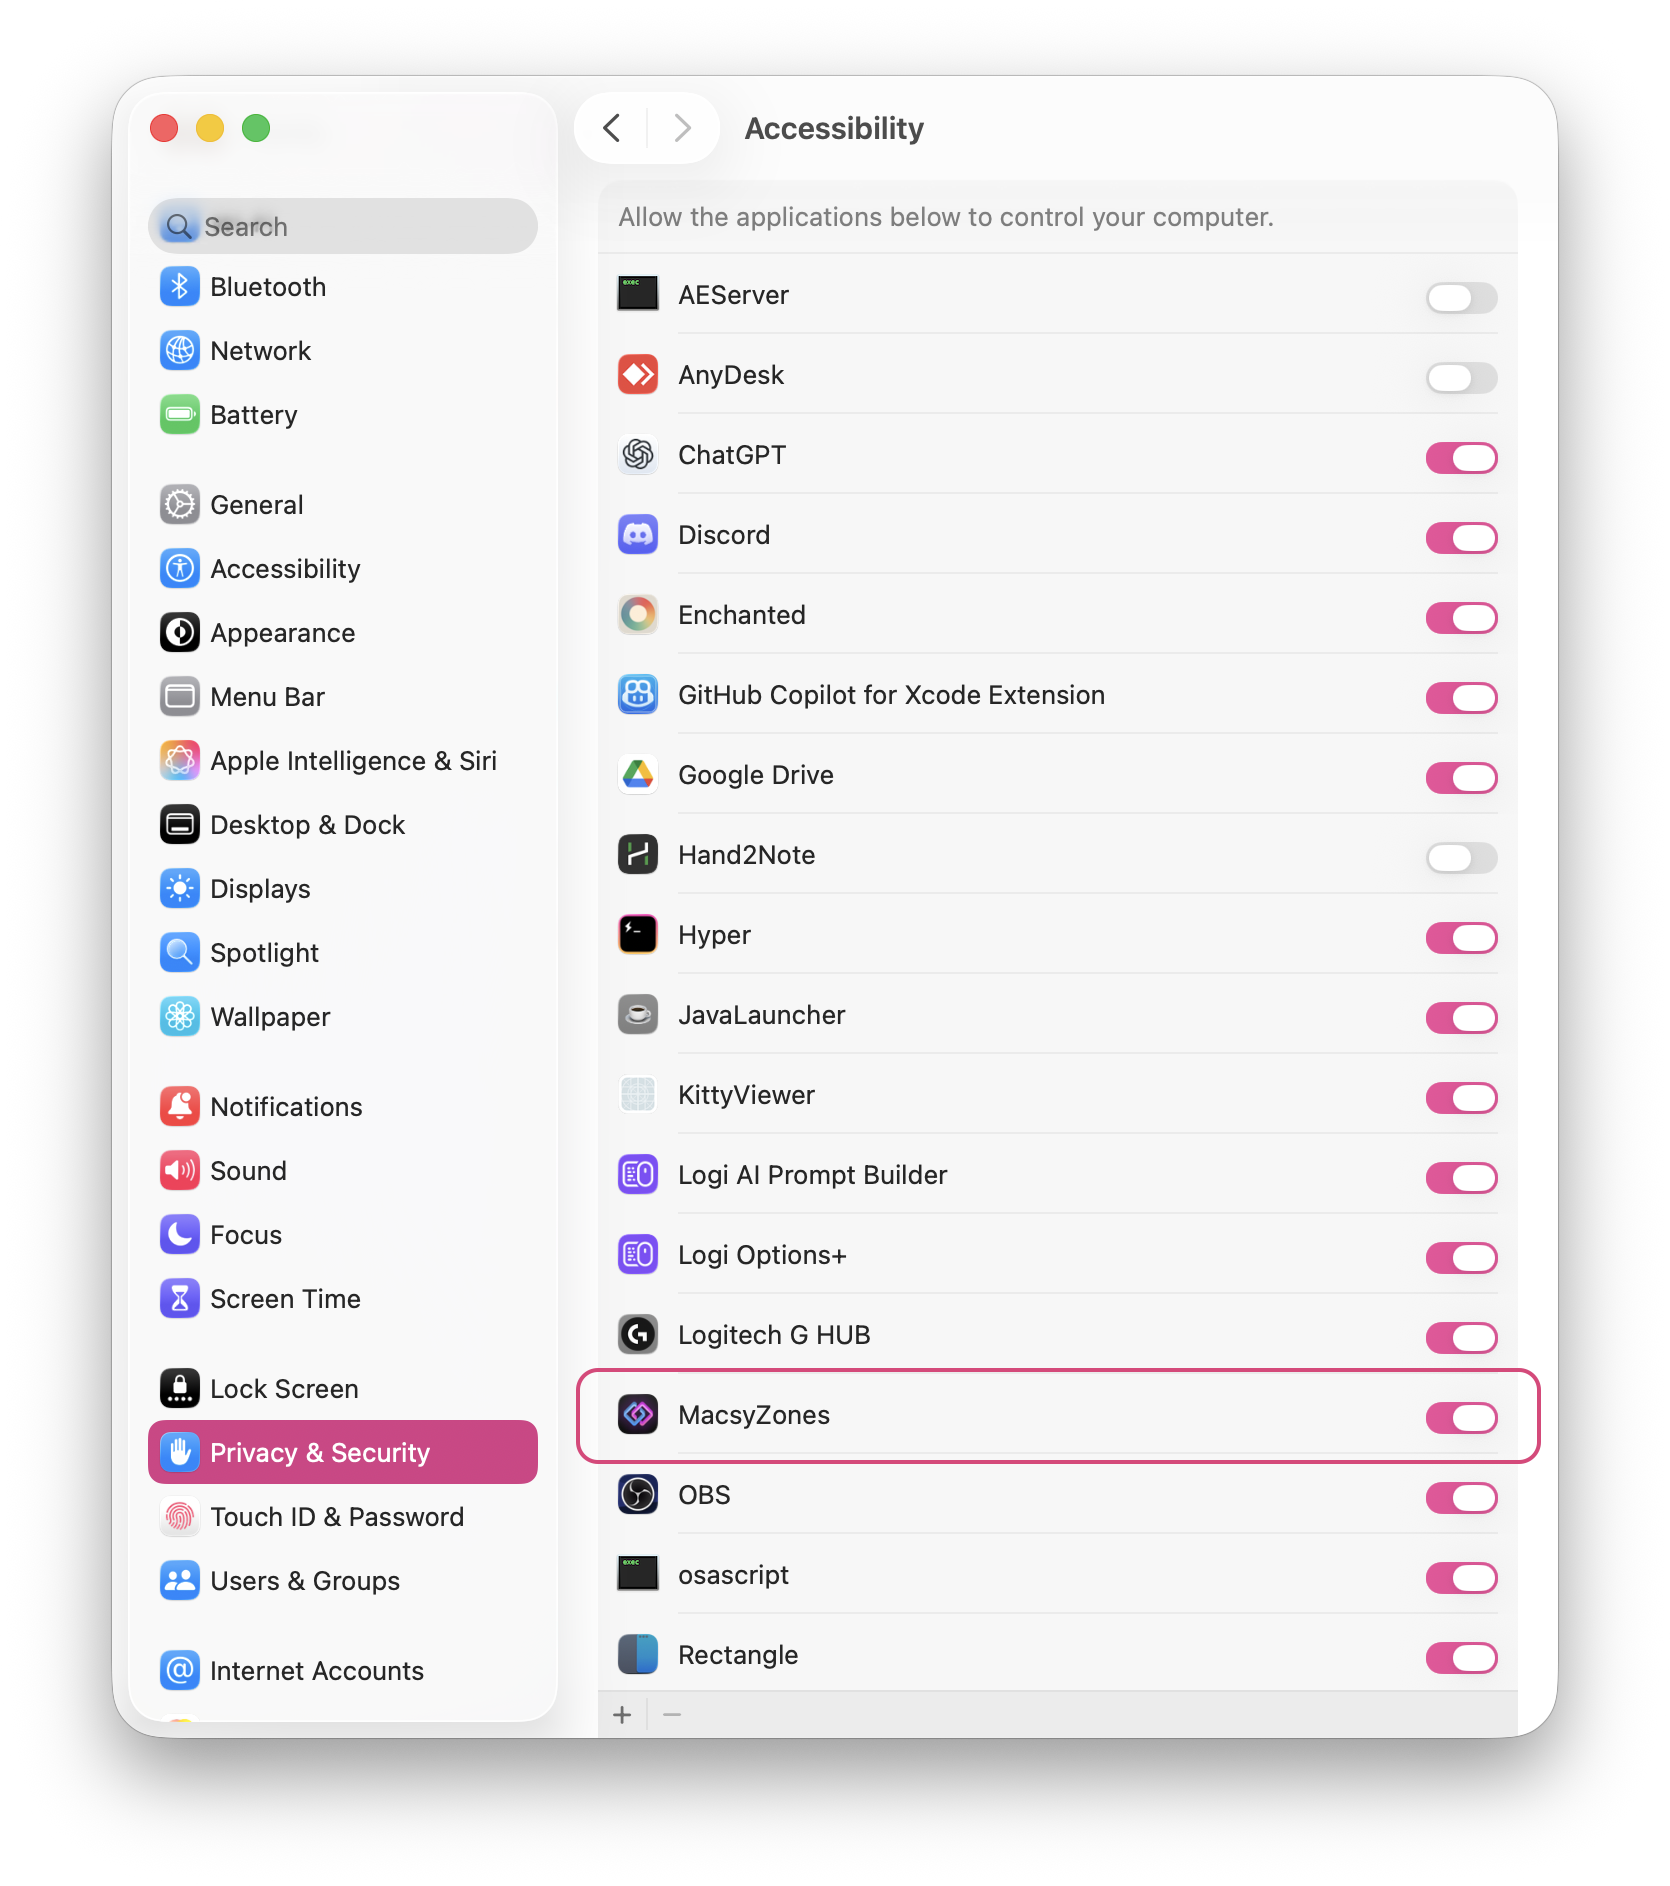 Accessibility
Search
Bluetooth
Network
Battery
General
Accessibility
Appearance
Menu Bar
Apple Intelligence & Siri
Desktop & Dock
Displays
Spotlight
Wallpaper
Notifications
Sound
Focus
Screen Time
Lock Screen
Privacy & Security
Touch ID & Password
Users & Groups
Internet Accounts
Allow the applications below to control your computer.
exec
AEServer
AnyDesk
ChatGPT
Discord
Enchanted
GitHub Copilot for Xcode Extension
Google Drive
Hand2Note
Hyper
JavaLauncher
KittyViewer
Logi AI Prompt Builder
Logi Options+
Logitech G HUB
MacsyZones
OBS
exec
osascript
Rectangle